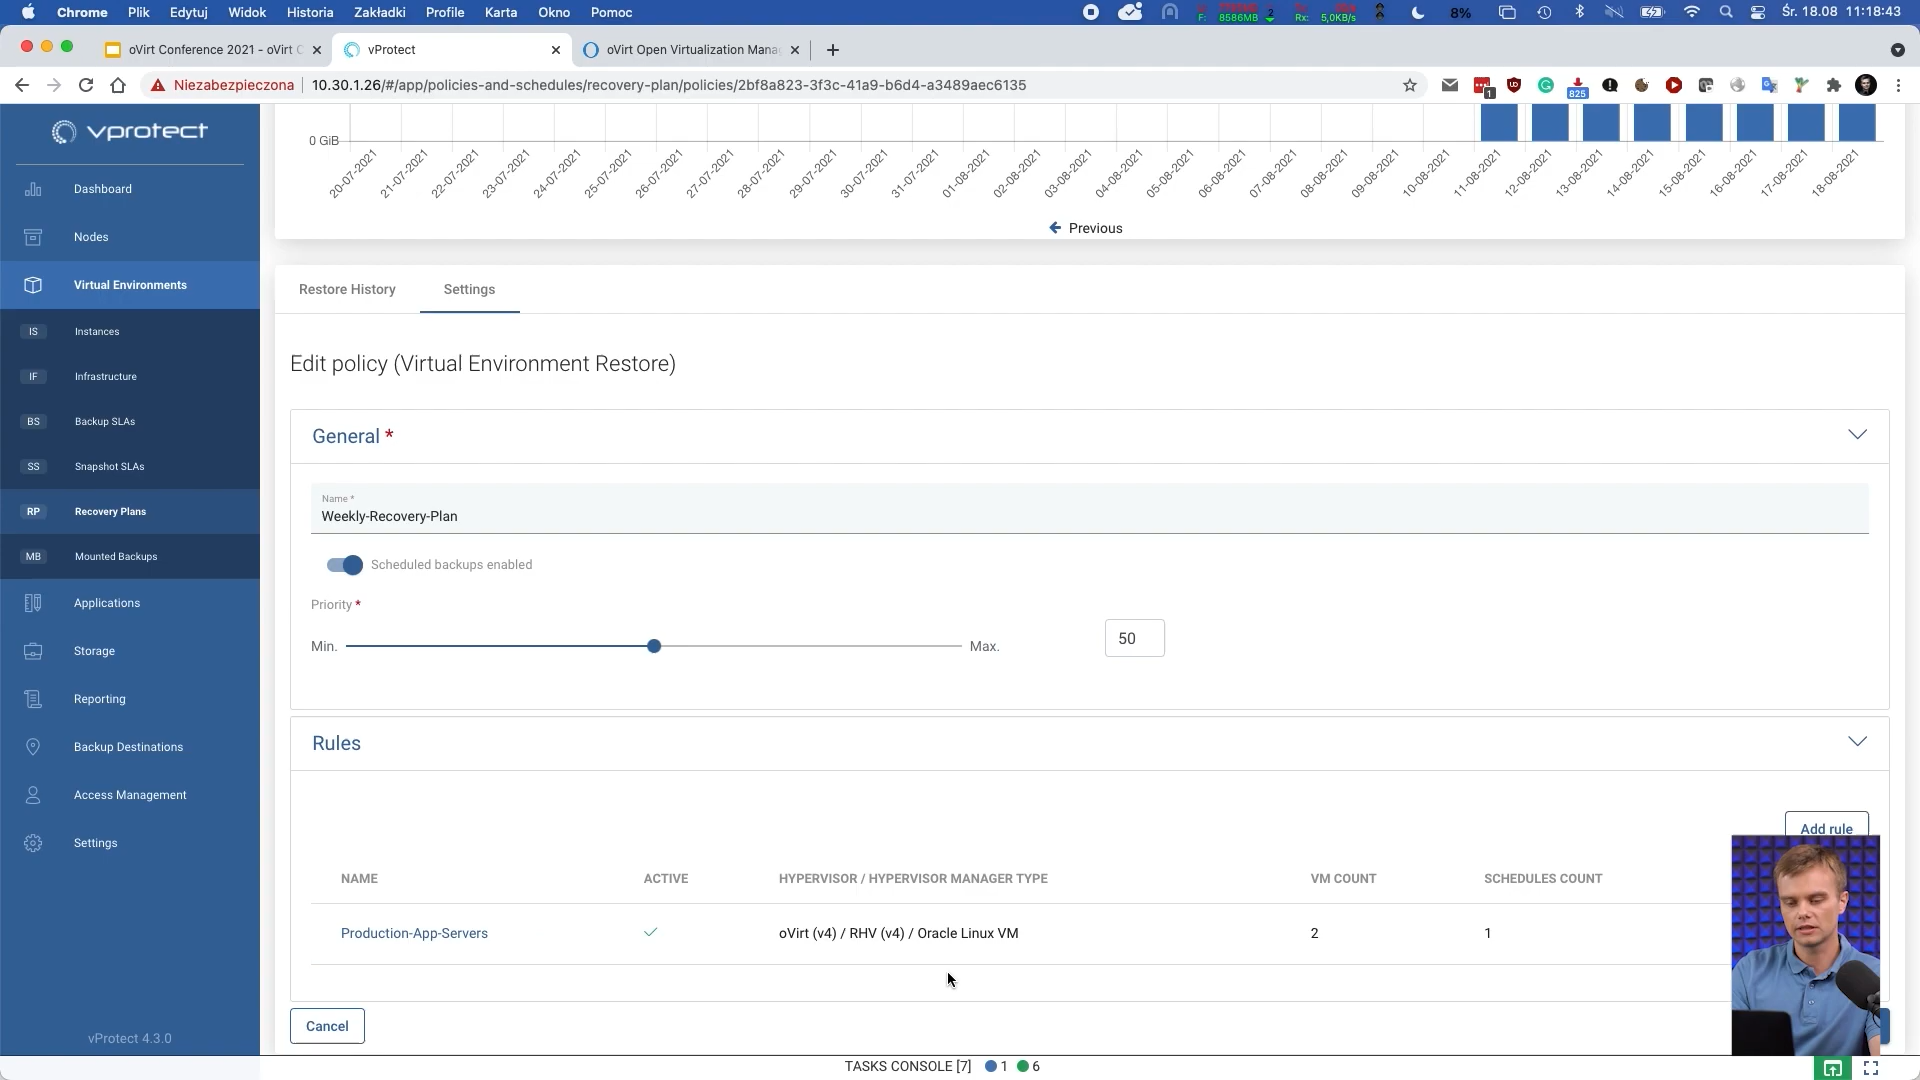 Chrome Plik Edytuj Widok Historia Zakładki Profile Karta Okno Pomoc
8% Śr. 18.08 11:18:43
F: 8586MB 2 Rx: 5,0KB/s
oVirt Conference 2021 - oVirt C
vProtect
oVirt Open Virtualization Mana
Niezabezpieczona 10.30.1.26/#/app/policies-and-schedules/recovery-plan/policies/2bf8a823-3f3c-41a9-b6d4-a3489aec6135
1 825
vprotect
Dashboard
Nodes
Virtual Environments
IS Instances
IF Infrastructure
BS Backup SLAs
SS Snapshot SLAs
RP Recovery Plans
MB Mounted Backups
Applications
Storage
Reporting
Backup Destinations
Access Management
Settings
vProtect 4.3.0
0 GiB
20-07-2021 21-07-2021 22-07-2021 23-07-2021 24-07-2021 25-07-2021 26-07-2021 27-07-2021 28-07-2021 29-07-2021 30-07-2021 31-07-2021 01-08-2021 02-08-2021 03-08-2021 04-08-2021 05-08-2021 06-08-2021 07-08-2021 08-08-2021 09-08-2021 10-08-2021 11-08-2021 12-08-2021 13-08-2021 14-08-2021 15-08-2021 16-08-2021 17-08-2021 18-08-2021
Previous
Restore History Settings
Edit policy (Virtual Environment Restore)
General *
Name *
Weekly-Recovery-Plan
Scheduled backups enabled
Priority *
Min. Max. 50
Rules
Add rule
NAME ACTIVE HYPERVISOR / HYPERVISOR MANAGER TYPE VM COUNT SCHEDULES COUNT
Production-App-Servers oVirt (v4) / RHV (v4) / Oracle Linux VM 2 1
Cancel
TASKS CONSOLE [7] 1 6